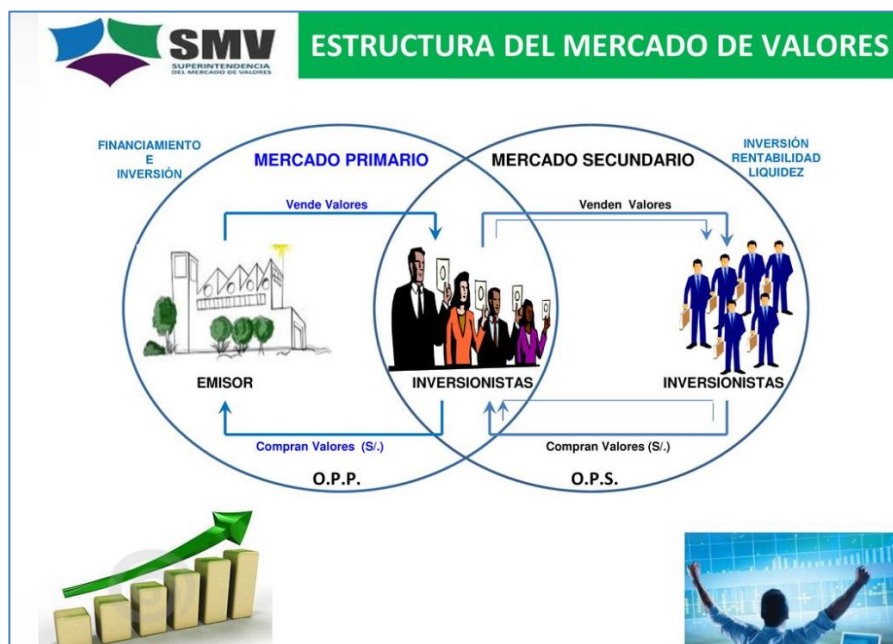 SMV
SUPERINTENDENCIA
DEL MERCADO DE VALORES
ESTRUCTURA DEL MERCADO DE VALORES
FINANCIAMIENTO
E
INVERSIÓN
MERCADO PRIMARIO
MERCADO SECUNDARIO
INVERSIÓN
RENTABILIDAD
LIQUIDEZ
Vende Valores
Venden Valores
EMISOR
INVERSIONISTAS
INVERSIONISTAS
Compran Valores (S/.)
Compran Valores (S/.)
O.P.P.
O.P.S.